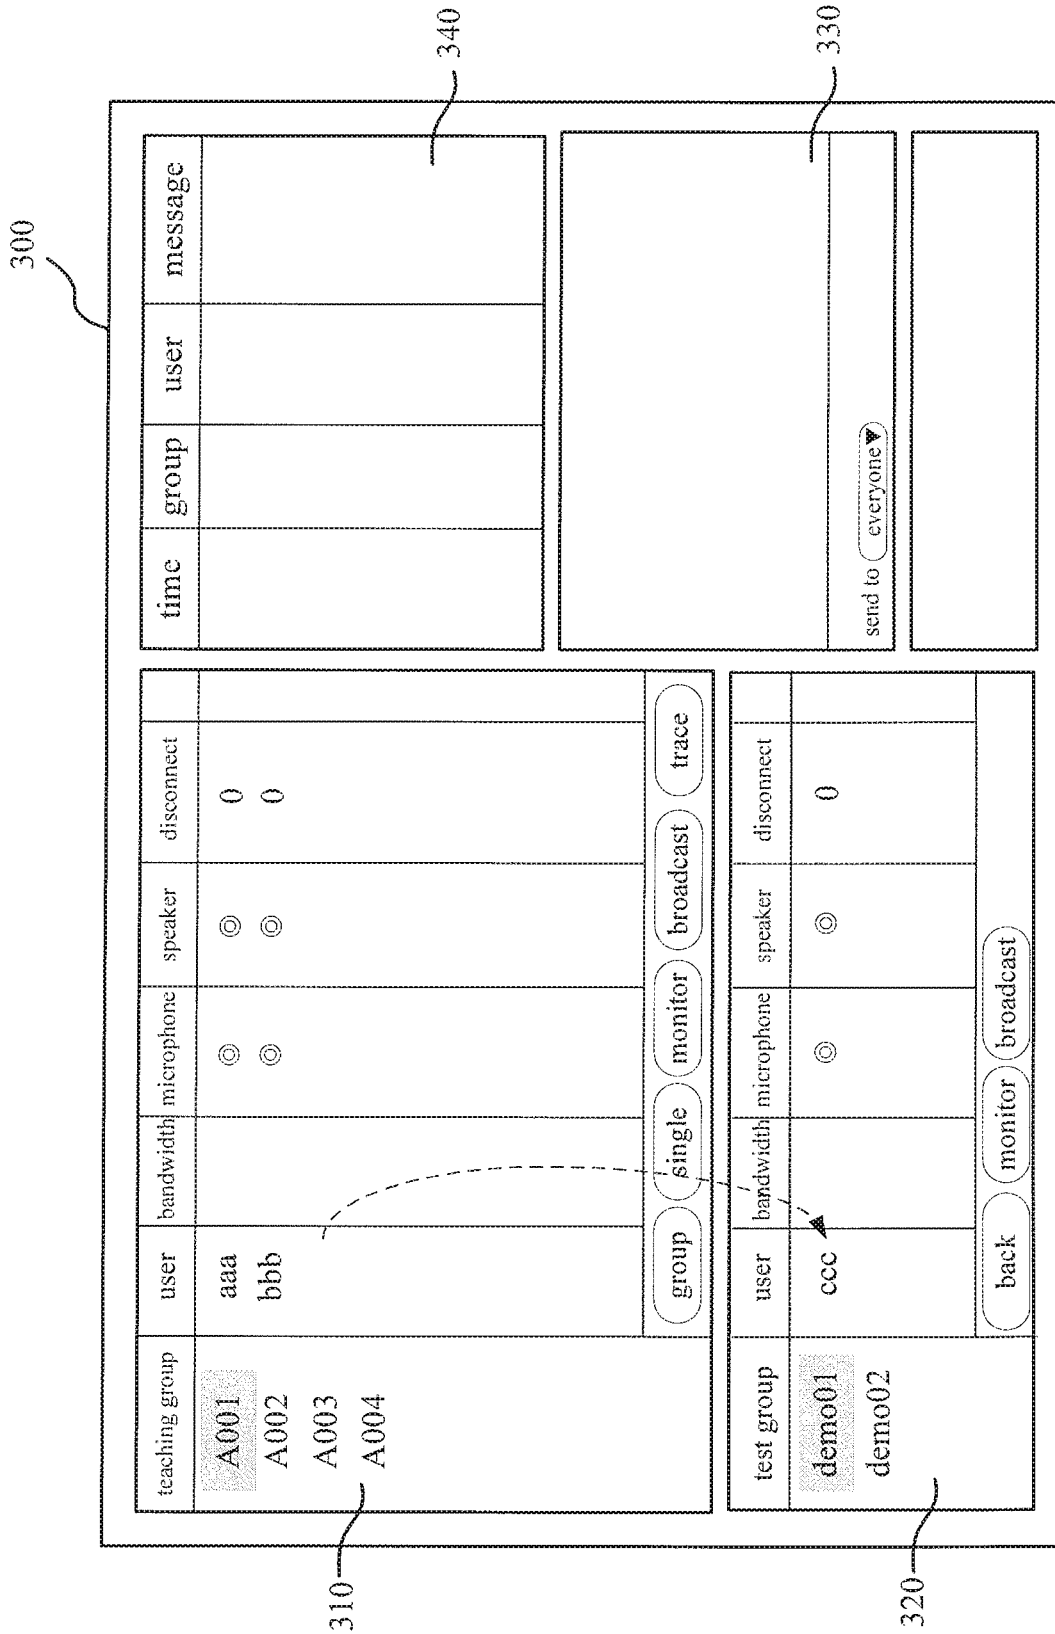 300
teaching group user bandwidth microphone speaker disconnect
A001 aaa ◎ ◎ 0
A002 bbb ◎ ◎ 0
A003
A004
group single monitor broadcast trace
310
time group user message
340
test group user bandwidth microphone speaker disconnect
demo01 ccc ◎ ◎ 0
demo02
back monitor broadcast
320
send to everyone▼
330